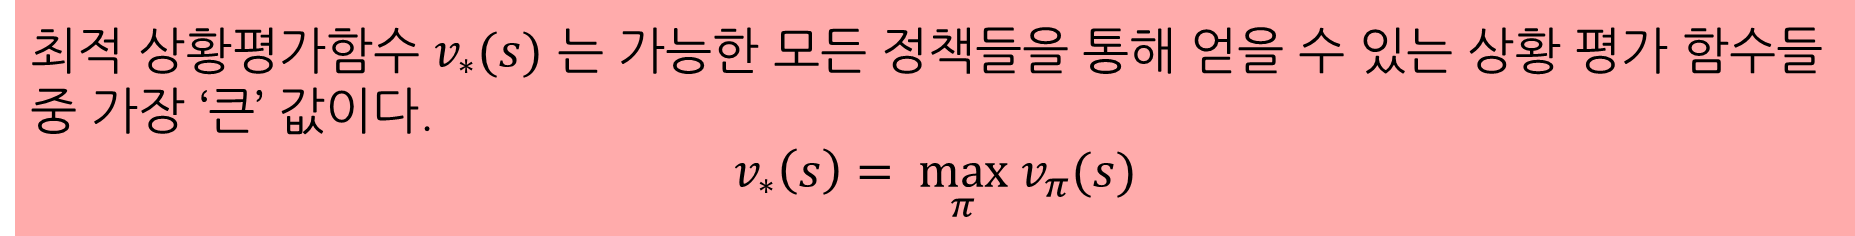 최적 상황평가함수 𝑣∗(𝑠) 는 가능한 모든 정책들을 통해 얻을 수 있는 상황 평가 함수들
중 가장 ‘큰’ 값이다.
𝑣∗(𝑠) = max 𝑣𝜋(𝑠)
𝜋